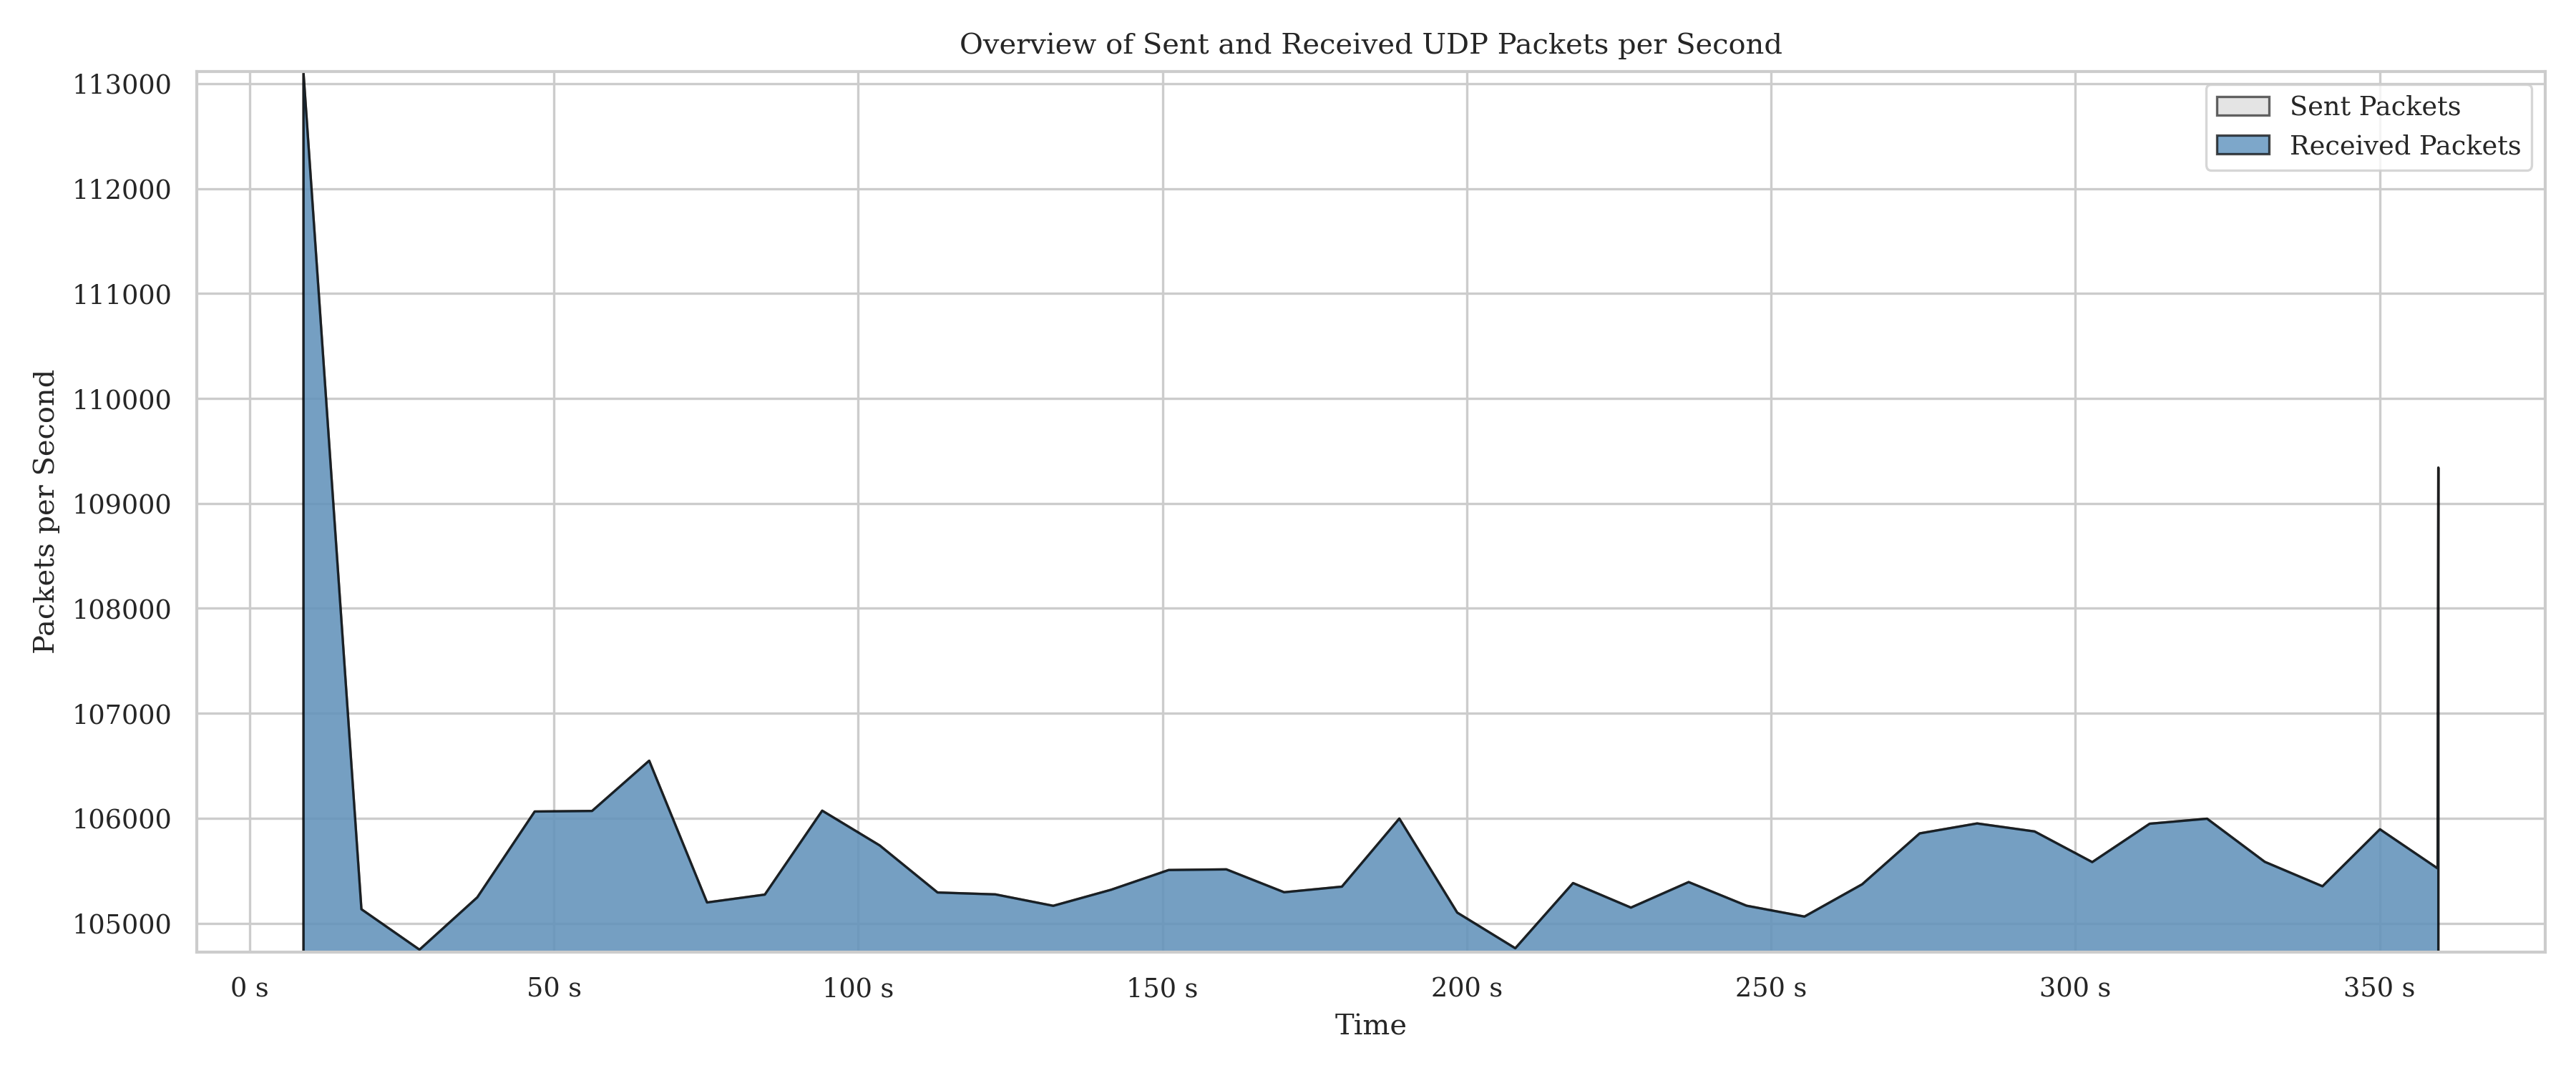 Overview of Sent and Received UDP Packets per Second
Sent Packets
Received Packets
Packets per Second
113000
112000
111000
110000
109000
108000
107000
106000
105000
0 s
50 s
100 s
150 s
200 s
250 s
300 s
350 s
Time